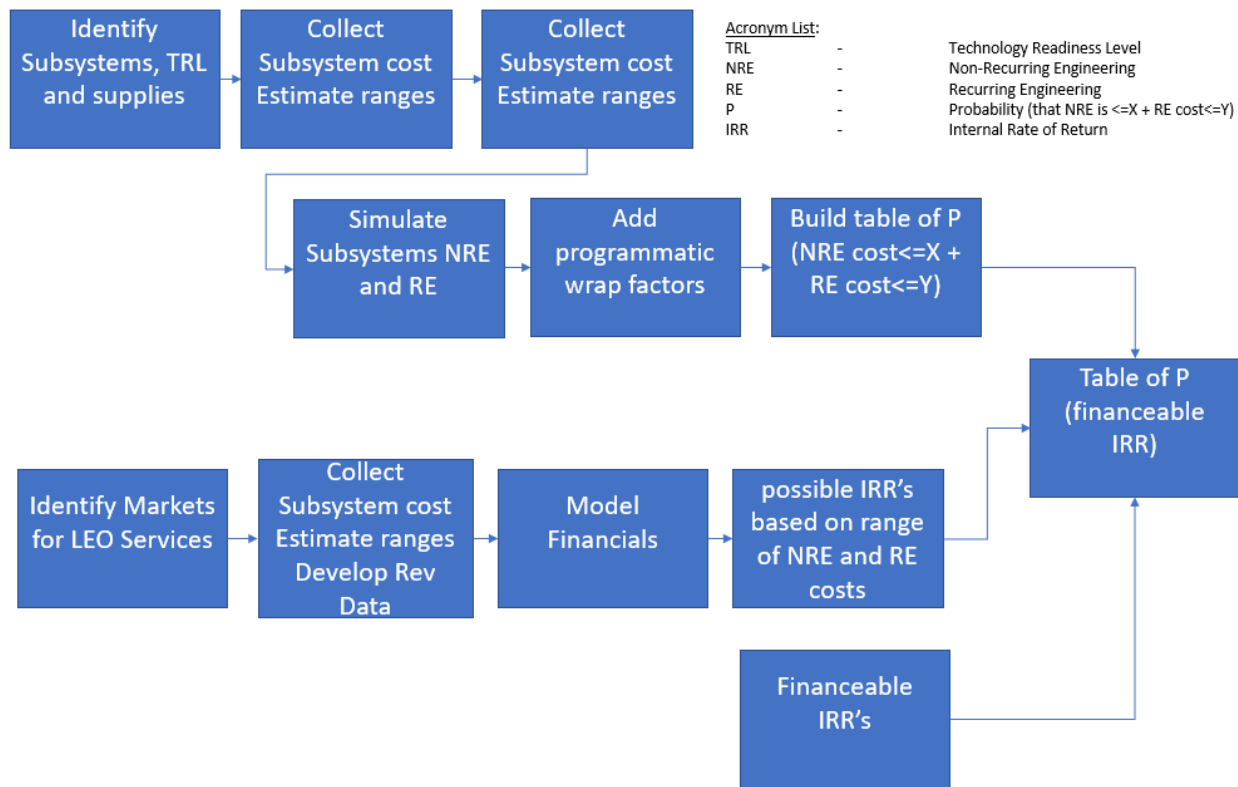 Identify
Subsystems, TRL
and supplies
Collect
Subsystem cost
Estimate ranges
Collect
Subsystem cost
Estimate ranges
Acronym List:
TRL - Technology Readiness Level
NRE - Non-Recurring Engineering
RE - Recurring Engineering
P - Probability (that NRE is <=X + RE cost<=Y)
IRR - Internal Rate of Return
Simulate
Subsystems NRE
and RE
Add
programmatic
wrap factors
Build table of P
(NRE cost<=X +
RE cost<=Y)
Table of P
(financeable
IRR)
Identify Markets
for LEO Services
Collect
Subsystem cost
Estimate ranges
Develop Rev
Data
Model
Financials
possible IRR's
based on range
of NRE and RE
costs
Financeable
IRR's